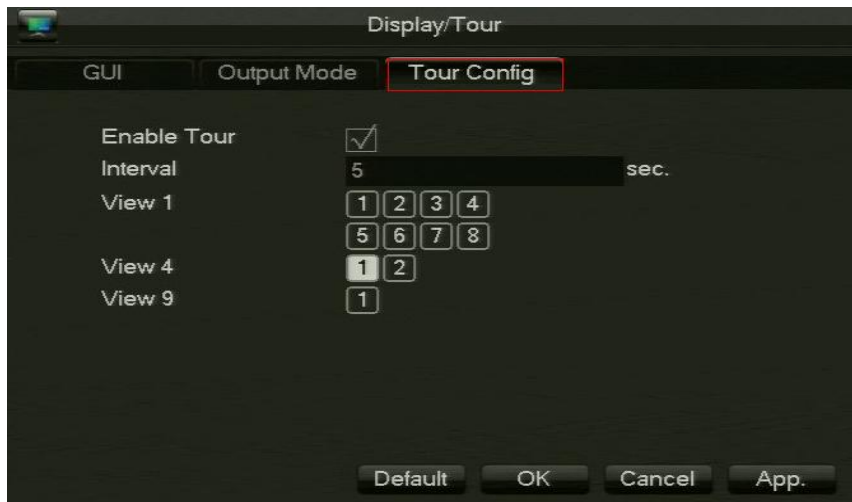 Display/Tour
GUI Output Mode Tour Config
Enable Tour
Interval 5 sec.
View 1 1 2 3 4
5 6 7 8
View 4 1 2
View 9 1
Default OK Cancel App.